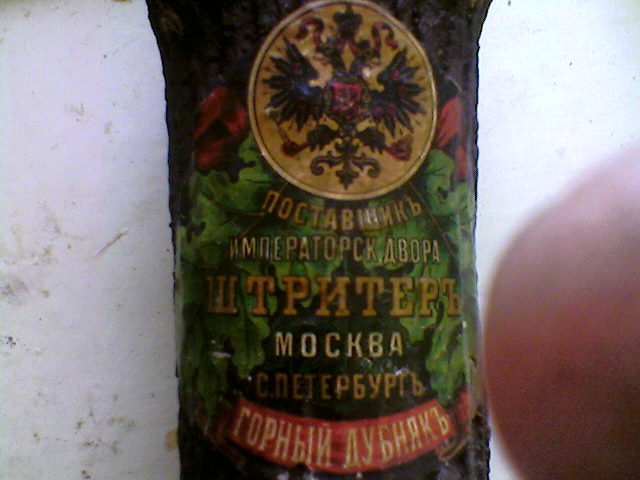 ПОСТАВЩИКЪ
ИМПЕРАТОРСК. ДВОРА
ШТРИТЕРЪ
МОСКВА
С.ПЕТЕРБУРГЪ
ГОРНЫЙ ДУБНЯКЪ